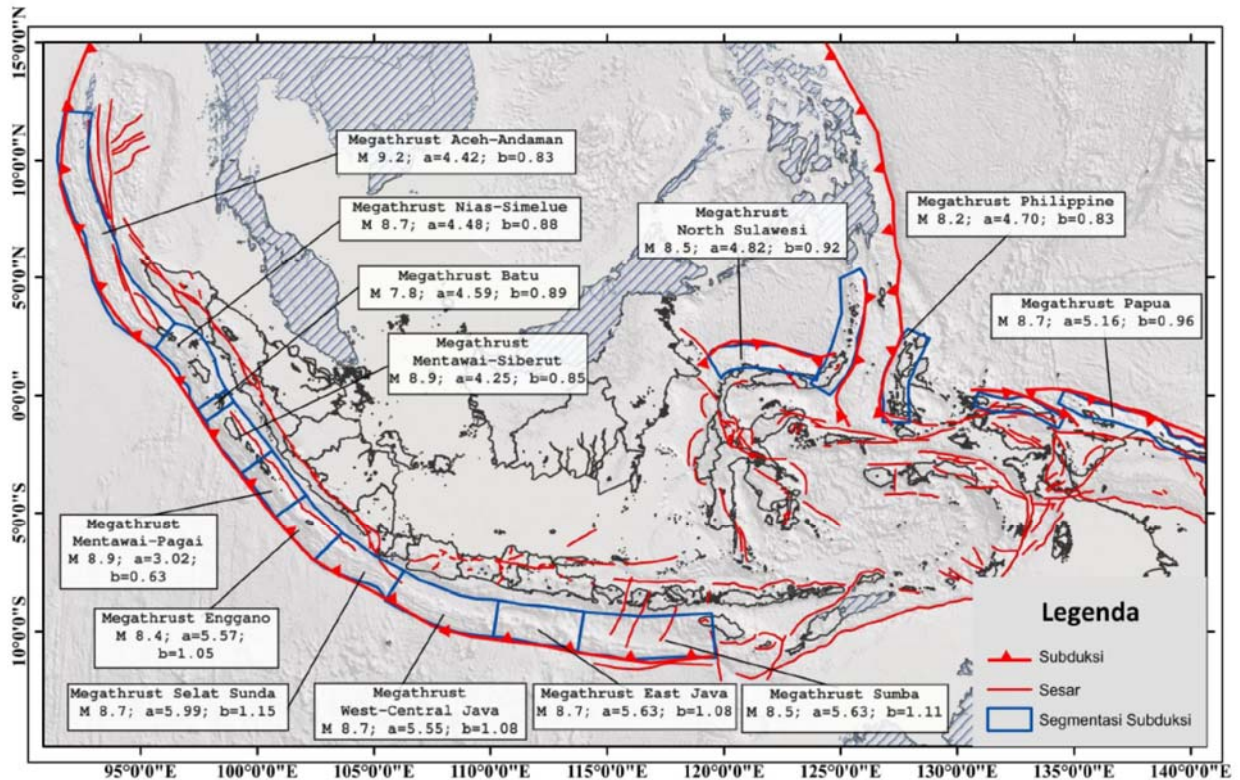 15°0'0"N
10°0'0"N
5°0'0"N
0°0'0"
5°0'0"S
10°0'0"S
Megathrust Aceh-Andaman
M 9.2; a=4.42; b=0.83
Megathrust Nias-Simelue
M 8.7; a=4.48; b=0.88
Megathrust Batu
M 7.8; a=4.59; b=0.89
Megathrust
Mentawai-Siberut
M 8.9; a=4.25; b=0.85
Megathrust
North Sulawesi
M 8.5; a=4.82; b=0.92
Megathrust Philippine
M 8.2; a=4.70; b=0.83
Megathrust Papua
M 8.7; a=5.16; b=0.96
Megathrust
Mentawai-Pagai
M 8.9; a=3.02;
b=0.63
Megathrust Enggano
M 8.4; a=5.57;
b=1.05
Megathrust Selat Sunda
M 8.7; a=5.99; b=1.15
Megathrust
West-Central Java
M 8.7; a=5.55; b=1.08
Megathrust East Java
M 8.7; a=5.63; b=1.08
Megathrust Sumba
M 8.5; a=5.63; b=1.11
Legenda
Subduksi
Sesar
Segmentasi Subduksi
95°0'0"E
100°0'0"E
105°0'0"E
110°0'0"E
115°0'0"E
120°0'0"E
125°0'0"E
130°0'0"E
135°0'0"E
140°0'0"E